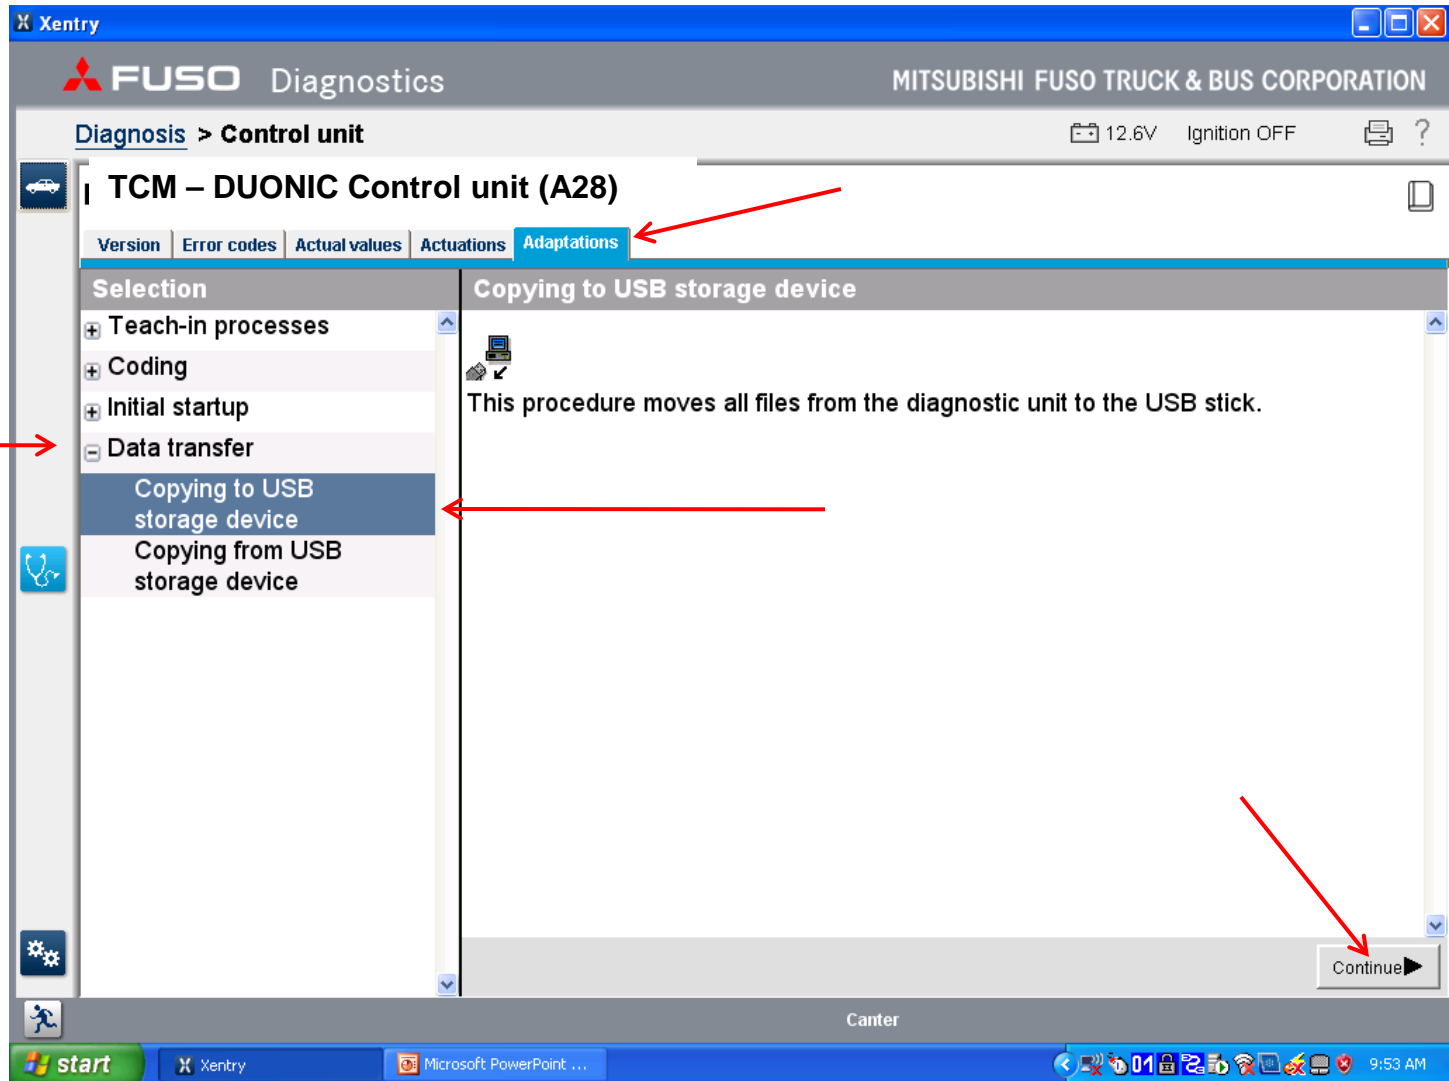 Xentry
FUSO Diagnostics
MITSUBISHI FUSO TRUCK & BUS CORPORATION
Diagnosis > Control unit
12.6V Ignition OFF ?
TCM – DUONIC Control unit (A28)
Version Error codes Actual values Actuations Adaptations
Selection
Copying to USB storage device
Teach-in processes
Coding
Initial startup
Data transfer
Copying to USB
storage device
Copying from USB
storage device
This procedure moves all files from the diagnostic unit to the USB stick.
Continue
Canter
start
Xentry
Microsoft PowerPoint ...
01
9:53 AM